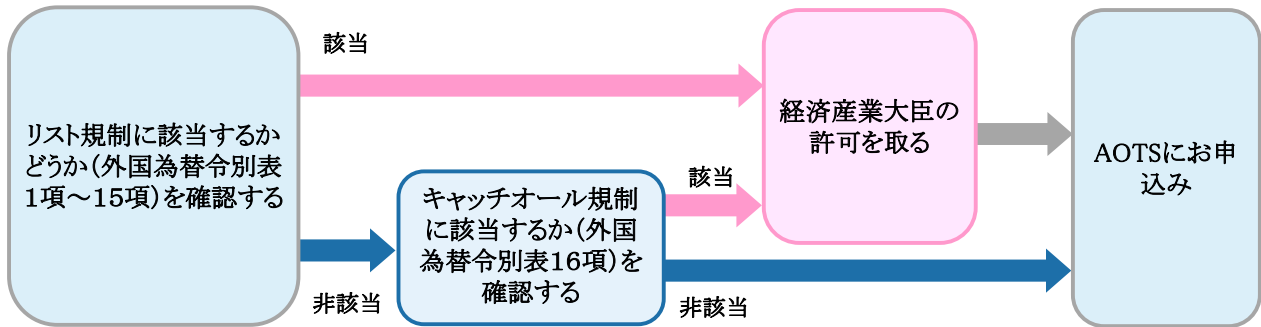 リスト規制に該当するか
どうか（外国為替令別表
１項～１５項）を確認する
該当
非該当
キャッチオール規制
に該当するか（外国
為替令別表１６項）を
確認する
該当
非該当
経済産業大臣の
許可を取る
AOTSにお申
込み